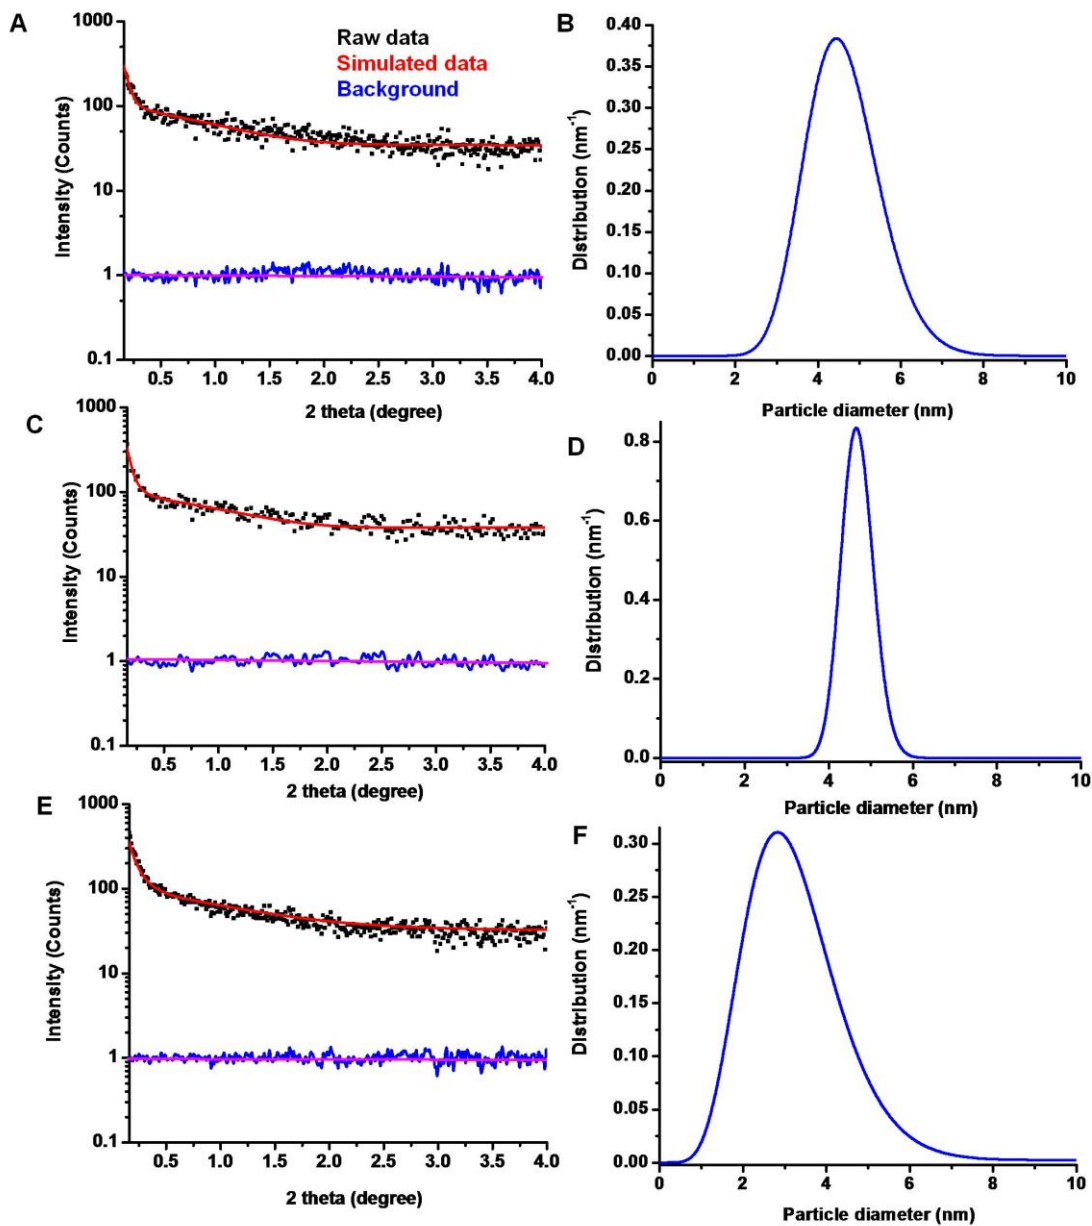 A
1000
100
10
1
0.1
Intensity (Counts)
Raw data
Simulated data
Background
0.5 1.0 1.5 2.0 2.5 3.0 3.5 4.0
2 theta (degree)
B
0.40
0.35
0.30
0.25
0.20
0.15
0.10
0.05
0.00
Distribution (nm-1)
0 2 4 6 8 10
Particle diameter (nm)
C
1000
100
10
1
0.1
Intensity (Counts)
0.5 1.0 1.5 2.0 2.5 3.0 3.5 4.0
2 theta (degree)
D
0.8
0.6
0.4
0.2
0.0
Distribution (nm-1)
0 2 4 6 8 10
Particle diameter (nm)
E
1000
100
10
1
0.1
Intensity (Counts)
0.5 1.0 1.5 2.0 2.5 3.0 3.5 4.0
2 theta (degree)
F
0.30
0.25
0.20
0.15
0.10
0.05
0.00
Distribution (nm-1)
0 2 4 6 8 10
Particle diameter (nm)